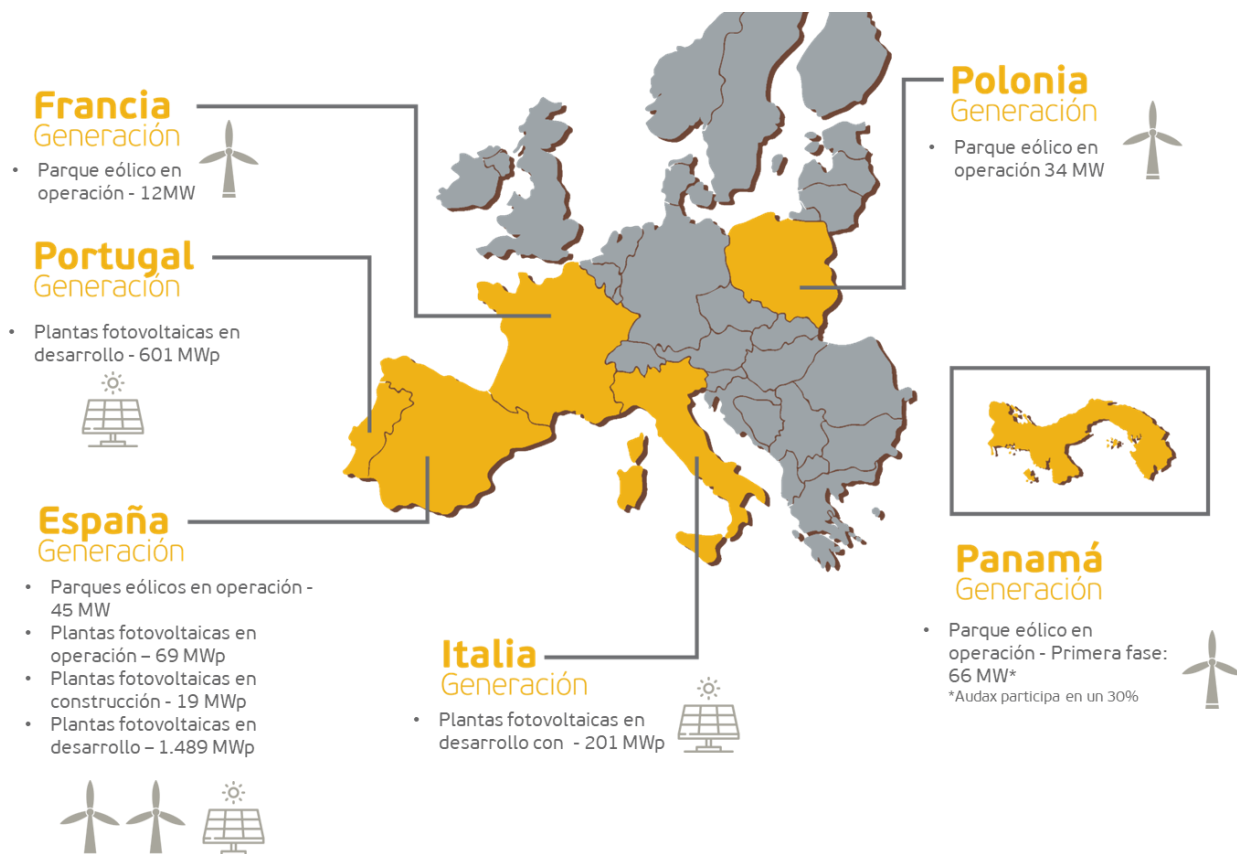 Francia
Generación
• Parque eólico en
operación - 12MW
Portugal
Generación
• Plantas fotovoltaicas en
desarrollo - 601 MWp
España
Generación
• Parques eólicos en operación -
45 MW
• Plantas fotovoltaicas en
operación – 69 MWp
• Plantas fotovoltaicas en
construcción - 19 MWp
• Plantas fotovoltaicas en
desarrollo – 1.489 MWp
Italia
Generación
• Plantas fotovoltaicas en
desarrollo con - 201 MWp
Polonia
Generación
• Parque eólico en
operación 34 MW
Panamá
Generación
• Parque eólico en
operación - Primera fase:
66 MW*
*Audax participa en un 30%